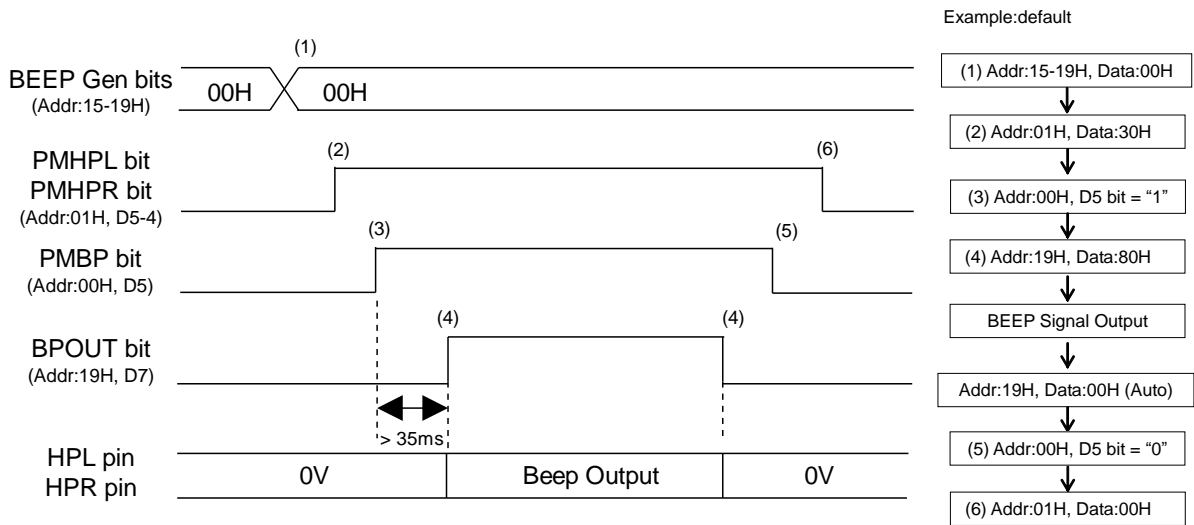 Example:default
(1)
BEEP Gen bits
(Addr:15-19H)
00H
00H
(2)
(6)
PMHPL bit
PMHPR bit
(Addr:01H, D5-4)
(3)
(5)
PMBP bit
(Addr:00H, D5)
(4)
(4)
BPOUT bit
(Addr:19H, D7)
> 35ms
HPL pin
HPR pin
0V
Beep Output
0V
(1) Addr:15-19H, Data:00H
(2) Addr:01H, Data:30H
(3) Addr:00H, D5 bit = “1”
(4) Addr:19H, Data:80H
BEEP Signal Output
Addr:19H, Data:00H (Auto)
(5) Addr:00H, D5 bit = “0”
(6) Addr:01H, Data:00H